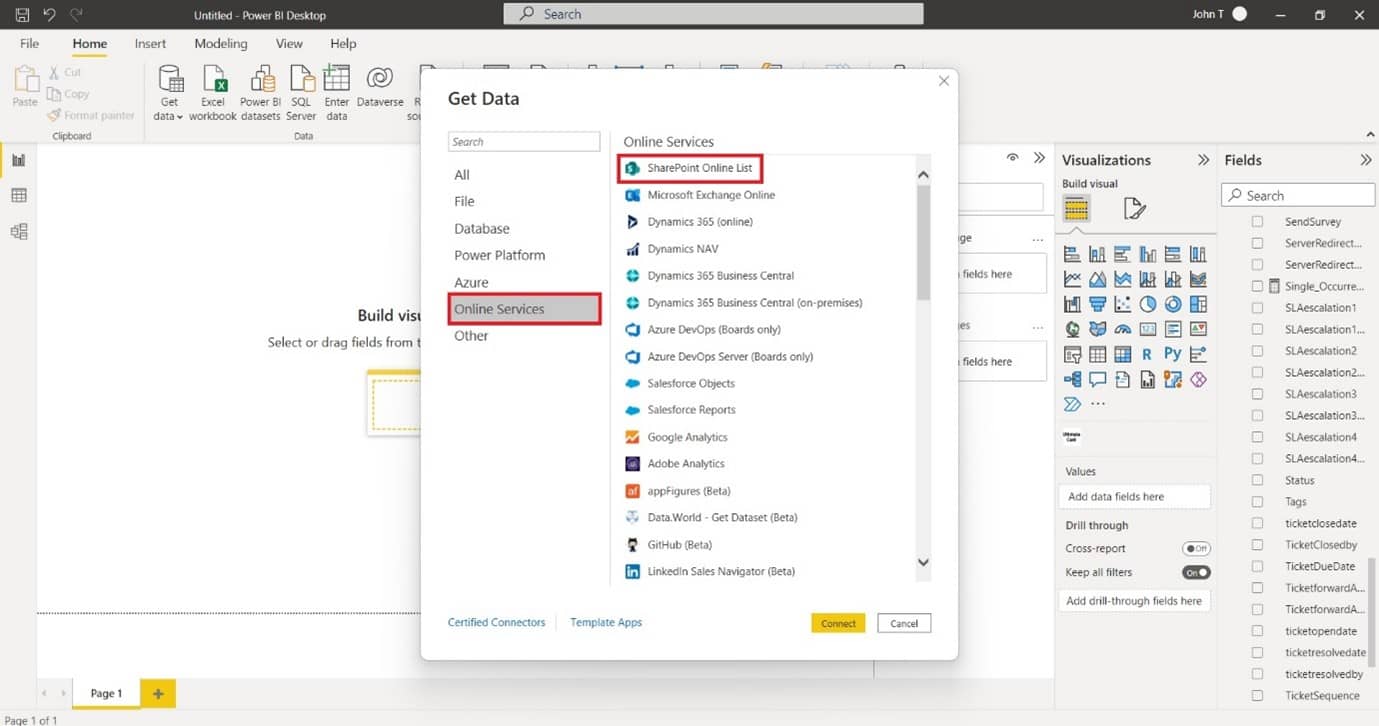 Untitled - Power BI Desktop
Search
John T
File
Home
Insert
Modeling
View
Help
Paste
Cut
Copy
Format painter
Clipboard
Get data
Excel workbook
Power BI datasets
SQL Server
Enter data
Dataverse
Data
Build visu
Select or drag fields from t
Get Data
Search
All
File
Database
Power Platform
Azure
Online Services
Other
Online Services
SharePoint Online List
Microsoft Exchange Online
Dynamics 365 (online)
Dynamics NAV
Dynamics 365 Business Central
Dynamics 365 Business Central (on-premises)
Azure DevOps (Boards only)
Azure DevOps Server (Boards only)
Salesforce Objects
Salesforce Reports
Google Analytics
Adobe Analytics
appFigures (Beta)
Data.World - Get Dataset (Beta)
GitHub (Beta)
LinkedIn Sales Navigator (Beta)
Certified Connectors
Template Apps
Connect
Cancel
ge
...
fields here
es
...
fields here
Visualizations
Build visual
123
R
Py
...
Ultimate Card
Values
Add data fields here
Drill through
Cross-report
Off
Keep all filters
On
Add drill-through fields here
Fields
Search
SendSurvey
ServerRedirect...
ServerRedirect...
Single_Occurre...
SLAescalation1
SLAescalation1...
SLAescalation2
SLAescalation2...
SLAescalation3
SLAescalation3...
SLAescalation4
SLAescalation4...
Status
Tags
ticketclosedate
TicketClosedby
TicketDueDate
TicketforwardA...
TicketforwardA...
ticketopendate
ticketresolvedate
ticketresolvedby
TicketSequence
Page 1
+
Page 1 of 1